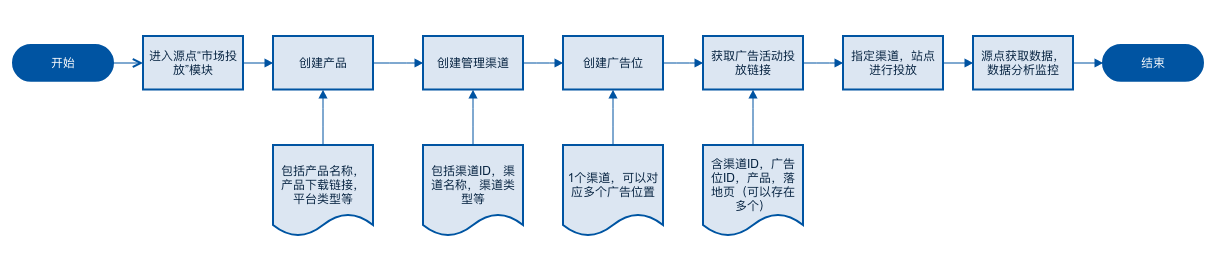 开始
进入源点“市场投
放”模块
创建产品
创建管理渠道
创建广告位
获取广告活动投
放链接
指定渠道，站点
进行投放
源点获取数据，
数据分析监控
结束
包括产品名称，
产品下载链接，
平台类型等
包括渠道ID，渠
道名称，渠道类
型等
1个渠道，可以对
应多个广告位置
含渠道ID，广告
位ID，产品，落
地页（可以存在
多个）